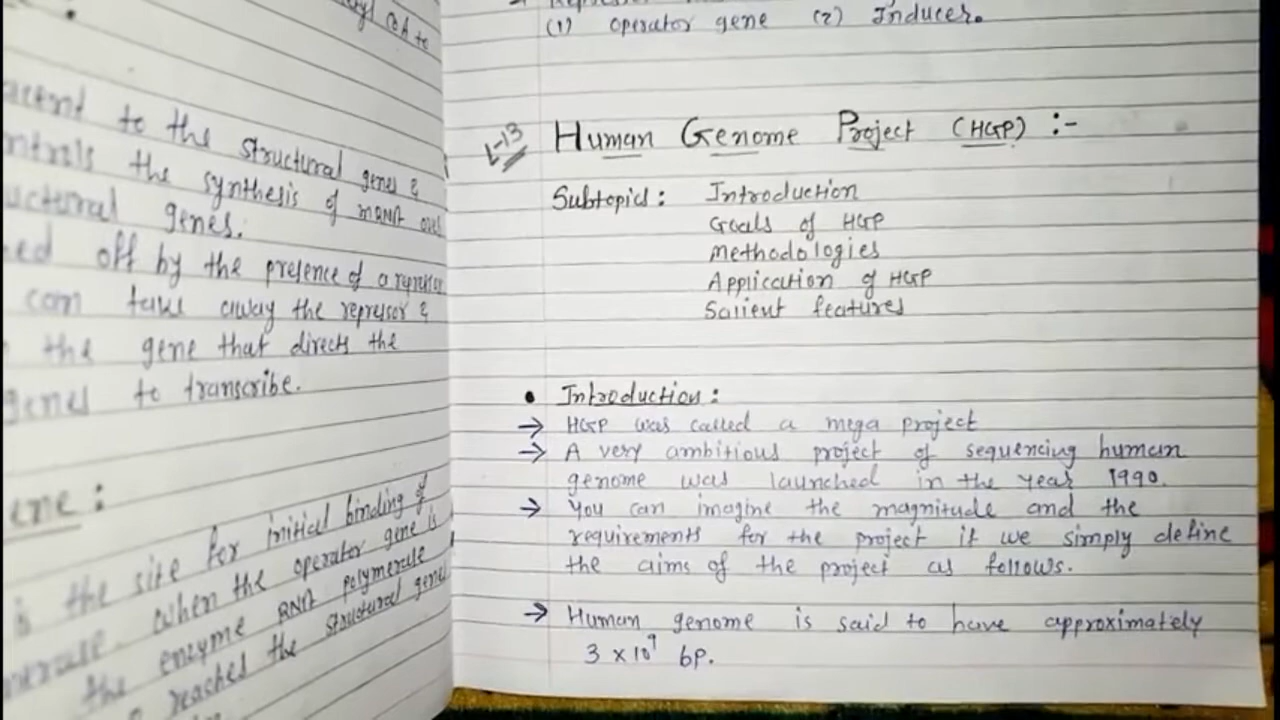 CoA to
to the structural genes &
the synthesis of mRNA over
genes.
off by the presence of a repressor
can take away the repressor &
the gene that directs the
genes to transcribe.
is the site for initial binding of
When the operator gene is
the enzyme RNA polymerase
reaches the structural gene
(1) operator gene (2) Inducer.
L-13
Human Genome Project (HGP) :-
Subtopics : Introduction
Goals of HGP
Methodologies
Application of HGP
Salient features
• Introduction :
→ HGP was called a mega project
→ A very ambitious project of sequencing human
genome was launched in the year 1990.
→ You can imagine the magnitude and the
requirements for the project if we simply define
the aims of the project as follows.
→ Human genome is said to have approximately
3 × 10⁹ bp.